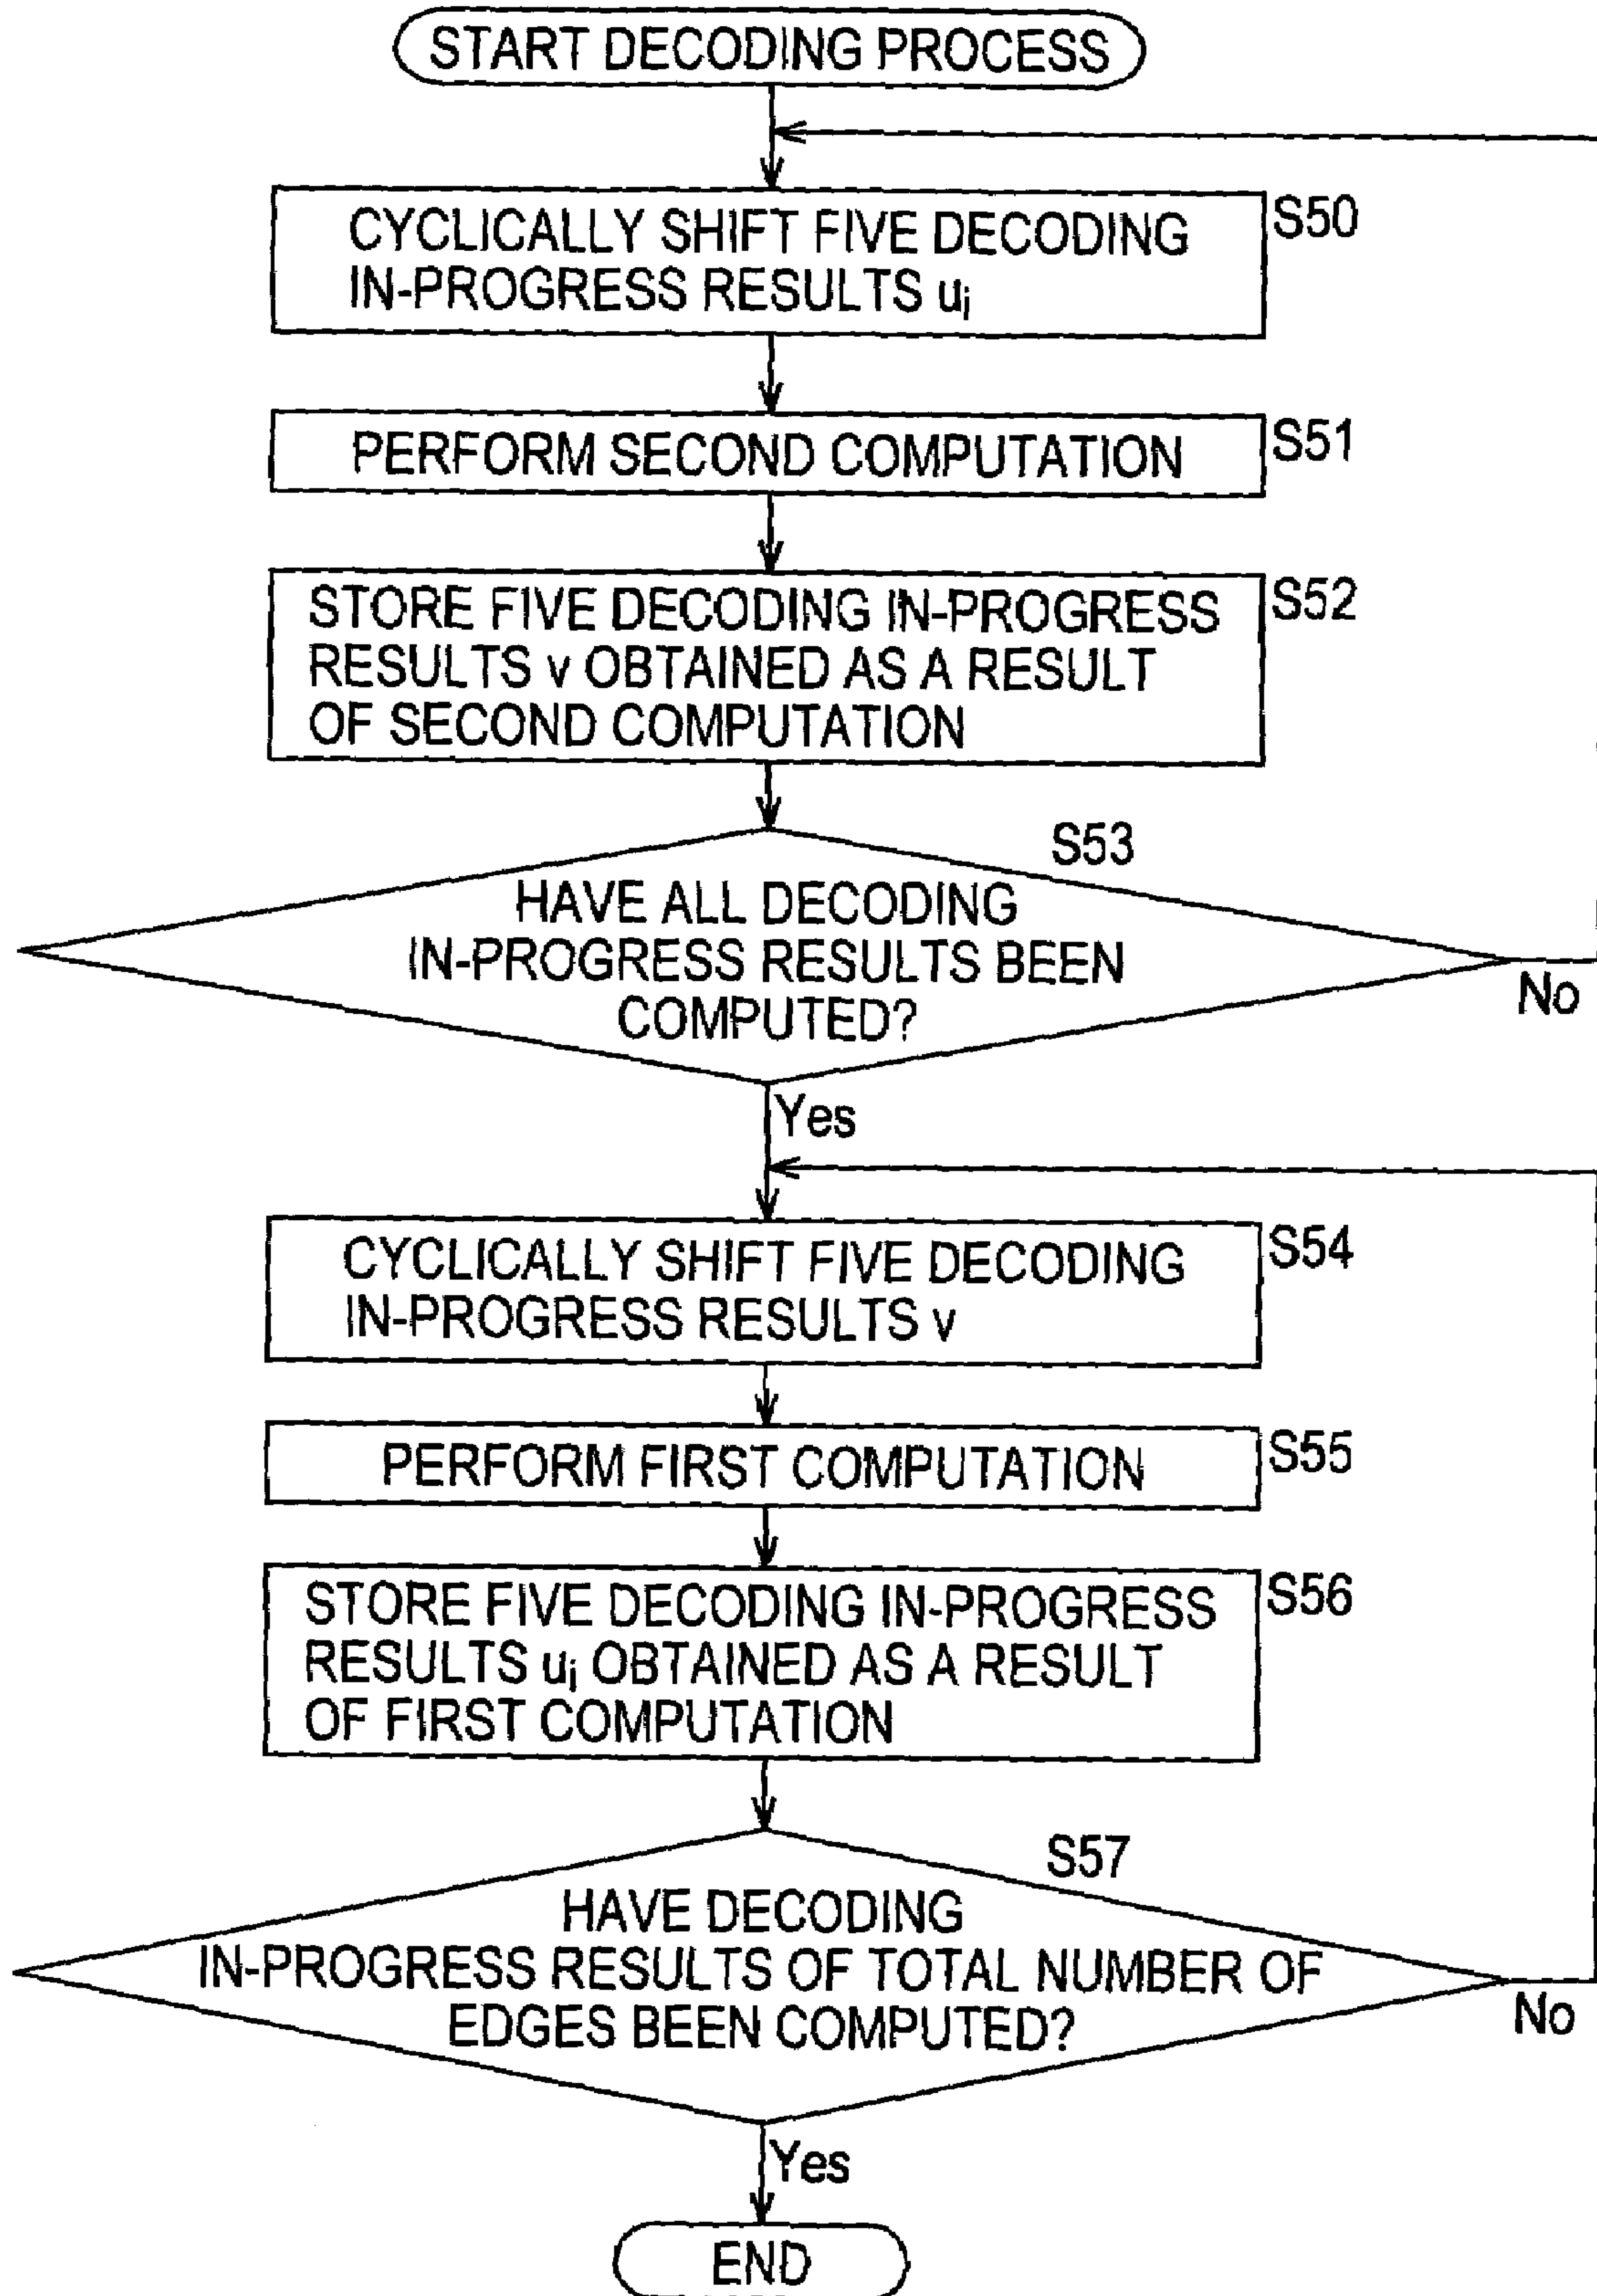 START DECODING PROCESS
CYCLICALLY SHIFT FIVE DECODING
IN-PROGRESS RESULTS uj
S50
PERFORM SECOND COMPUTATION
S51
STORE FIVE DECODING IN-PROGRESS
RESULTS v OBTAINED AS A RESULT
OF SECOND COMPUTATION
S52
S53
HAVE ALL DECODING
IN-PROGRESS RESULTS BEEN
COMPUTED?
No
Yes
CYCLICALLY SHIFT FIVE DECODING
IN-PROGRESS RESULTS v
S54
PERFORM FIRST COMPUTATION
S55
STORE FIVE DECODING IN-PROGRESS
RESULTS uj OBTAINED AS A RESULT
OF FIRST COMPUTATION
S56
S57
HAVE DECODING
IN-PROGRESS RESULTS OF TOTAL NUMBER OF
EDGES BEEN COMPUTED?
No
Yes
END